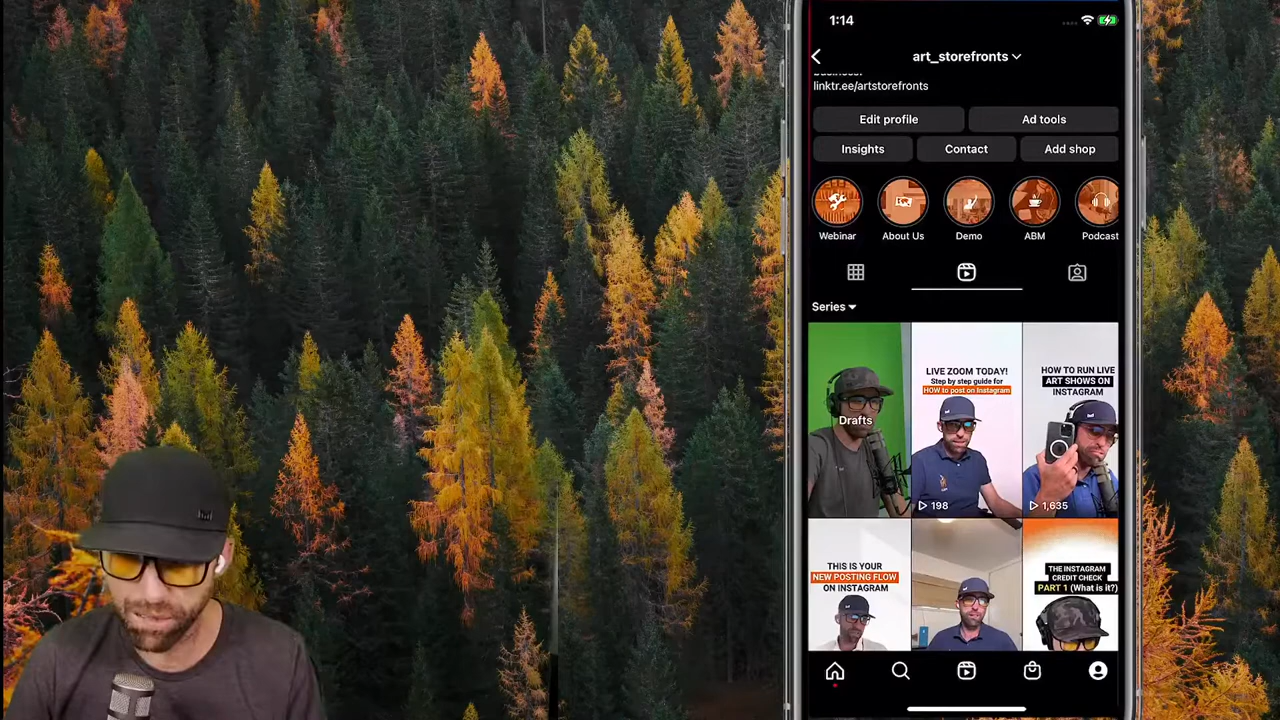 1:14
art_storefronts
business.
linktr.ee/artstorefronts
Edit profile
Ad tools
Insights
Contact
Add shop
Webinar
About Us
Demo
ABM
Podcast
Series
Drafts
LIVE ZOOM TODAY!
Step by step guide for
HOW to post on Instagram
198
HOW TO RUN LIVE
ART SHOWS ON
INSTAGRAM
1,635
THIS IS YOUR
NEW POSTING FLOW
ON INSTAGRAM
THE INSTAGRAM
CREDIT CHECK
PART 1 (What is it?)